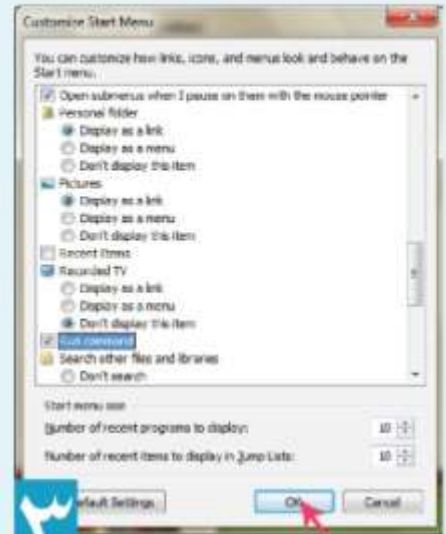 Customize Start Menu
You can customize how links, icons, and menus look and behave on the
Start menu.
Open submenus when I pause on them with the mouse pointer
Personal folder
Display as a link
Display as a menu
Don't display this item
Pictures
Display as a link
Display as a menu
Don't display this item
Recent Items
Recorded TV
Display as a link
Display as a menu
Don't display this item
Run command
Search other files and libraries
Don't search
Start menu size
Number of recent programs to display: 10
Number of recent items to display in Jump Lists: 10
٣
efault Settings
OK
Cancel